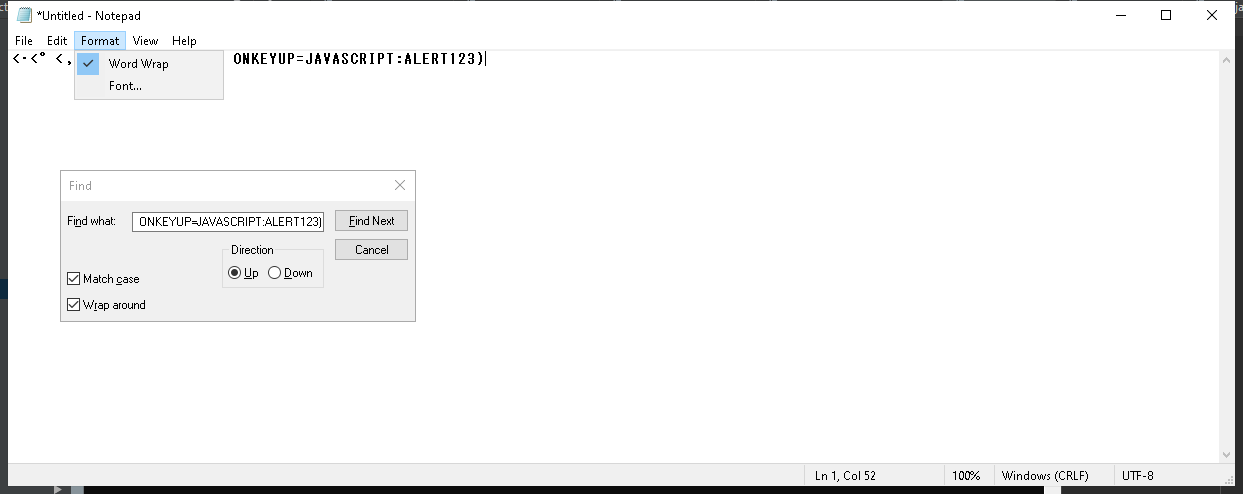 *Untitled - Notepad
File Edit Format View Help
<·<° <, ONKEYUP=JAVASCRIPT:ALERT123)
Word Wrap
Font...
Find
Find what: ONKEYUP=JAVASCRIPT:ALERT123) Find Next
Direction Cancel
Up Down
Match case
Wrap around
Ln 1, Col 52 100% Windows (CRLF) UTF-8